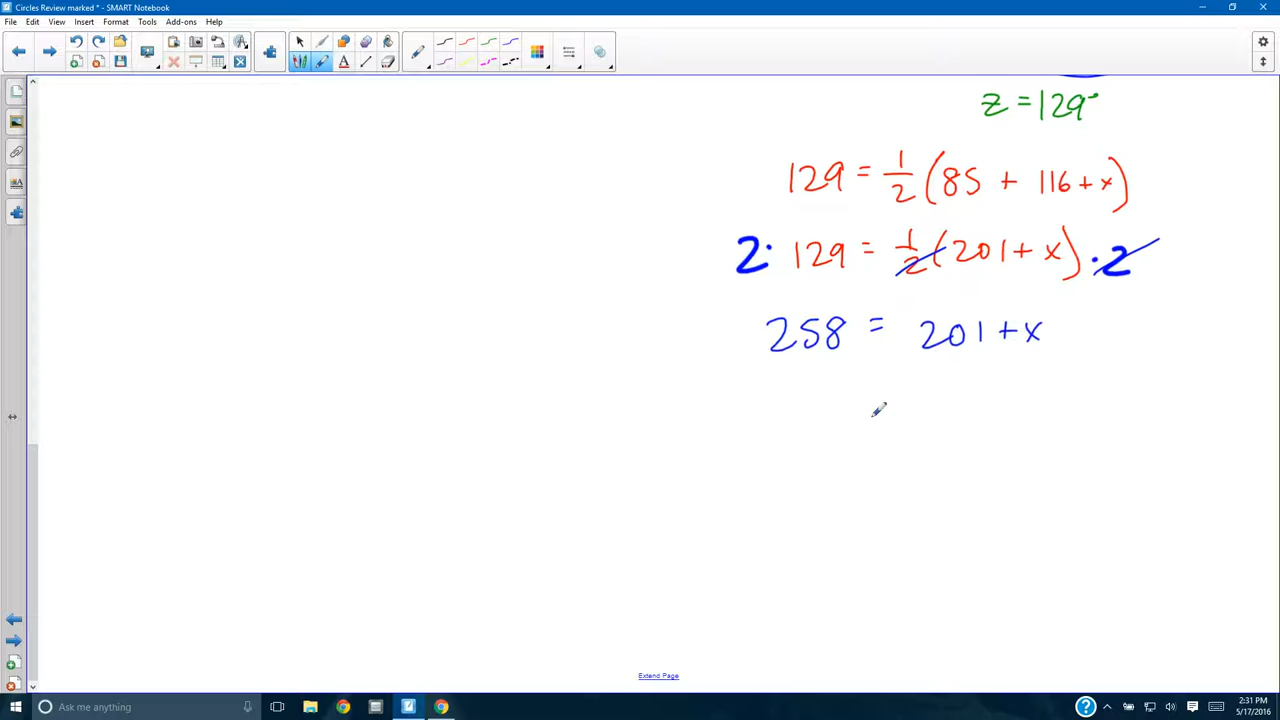 Circles Review marked * - SMART Notebook
File Edit View Insert Format Tools Add-ons Help
z = 129°
129 = 1/2 (85 + 116 + x)
2· 129 = 1/2 (201 + x) ·2
258 = 201 + x
Extend Page
Ask me anything
2:31 PM
5/17/2016